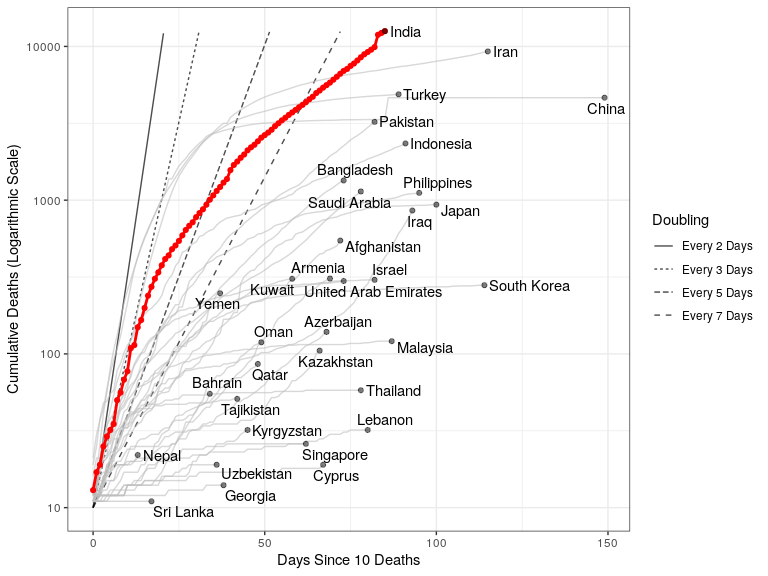 India
Iran
Turkey
China
Pakistan
Indonesia
Bangladesh
Philippines
Saudi Arabia
Japan
Iraq
Afghanistan
Armenia
Israel
Kuwait
United Arab Emirates
South Korea
Yemen
Azerbaijan
Oman
Malaysia
Kazakhstan
Qatar
Bahrain
Thailand
Tajikistan
Lebanon
Kyrgyzstan
Nepal
Singapore
Uzbekistan
Cyprus
Georgia
Sri Lanka
10000
1000
100
10
0
50
100
150
Days Since 10 Deaths
Cumulative Deaths (Logarithmic Scale)
Doubling
Every 2 Days
Every 3 Days
Every 5 Days
Every 7 Days